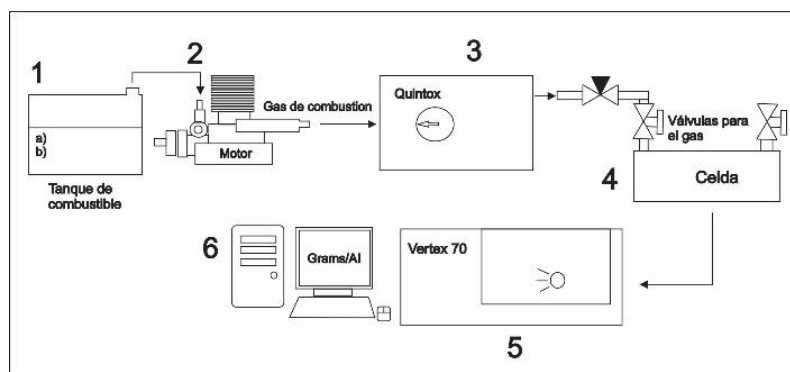 1
a)
b)
Tanque de
combustible
2
Motor
Gas de combustion
3
Quintox
Válvulas para
el gas
4
Celda
6
Grams/AI
Vertex 70
5